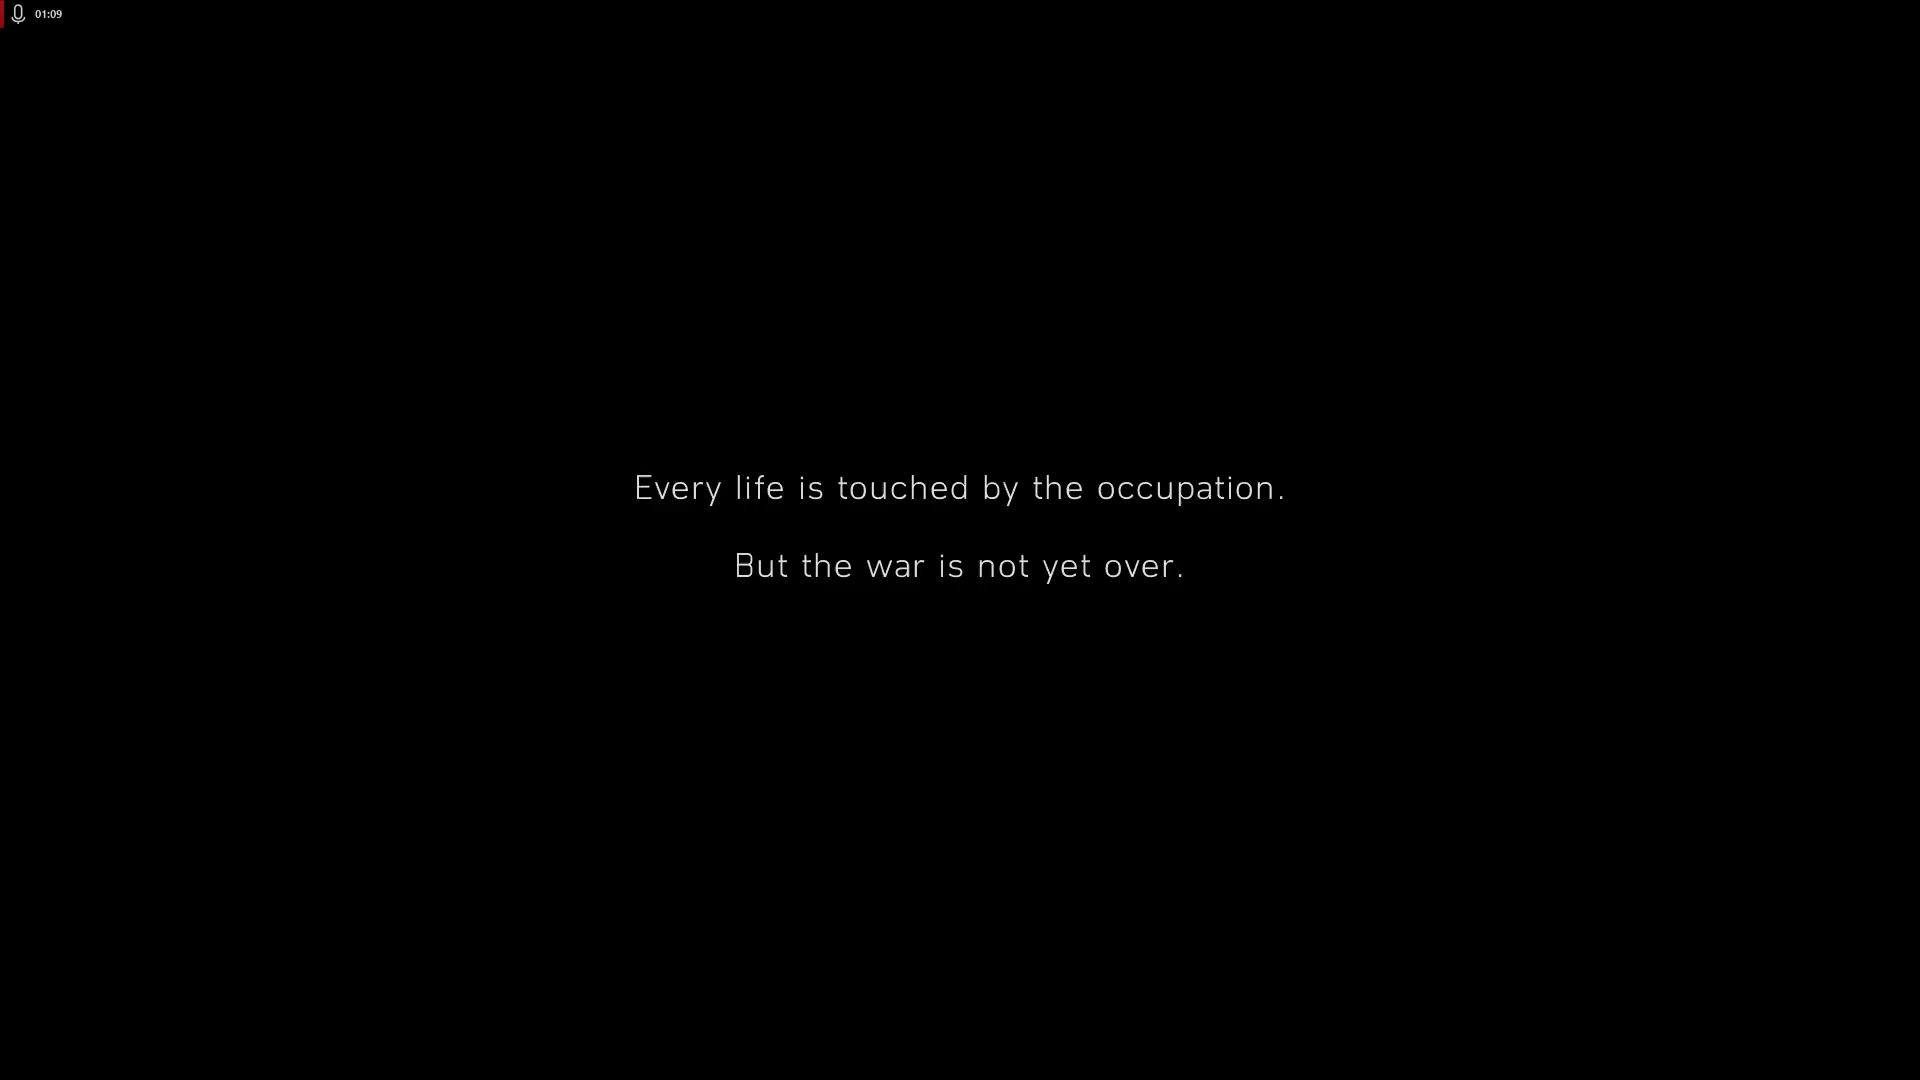 01:09
Every life is touched by the occupation.
But the war is not yet over.